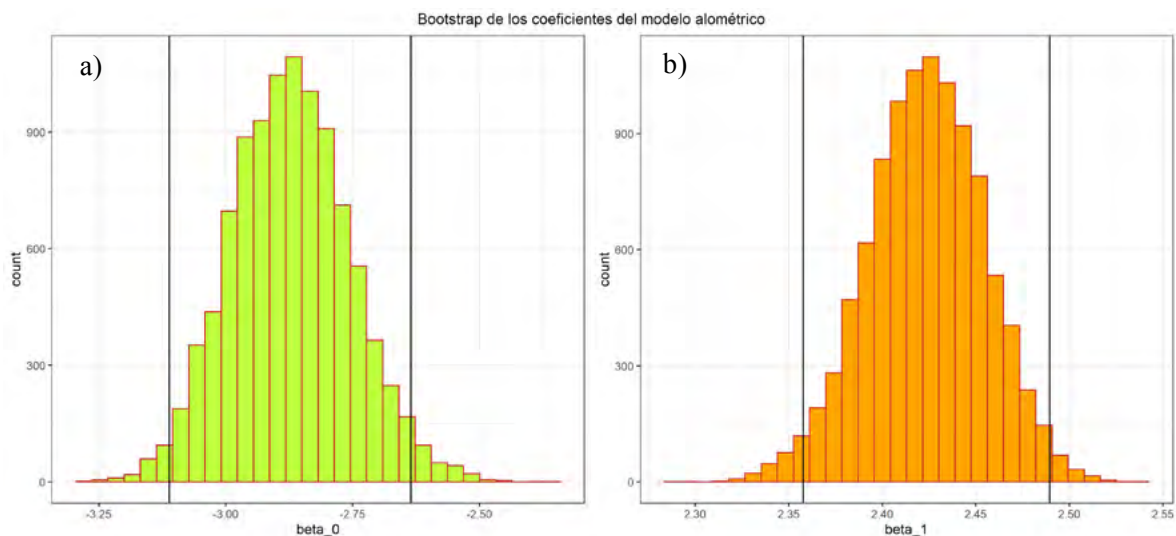 Bootstrap de los coeficientes del modelo alométrico
a)
900
600
300
0
count
-3.25 -3.00 -2.75 -2.50
beta_0
b)
900
600
300
0
count
2.30 2.35 2.40 2.45 2.50 2.55
beta_1